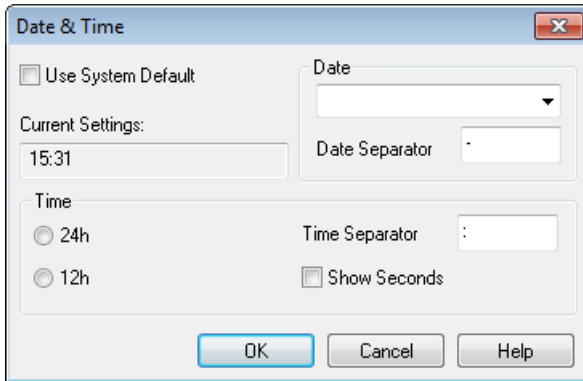 Date & Time
Use System Default
Date
Current Settings:
15:31
Date Separator -
Time
24h
Time Separator :
12h
Show Seconds
OK Cancel Help